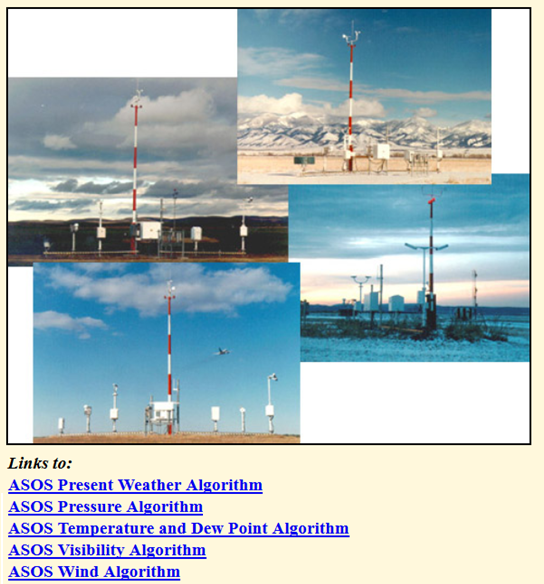 Links to:
ASOS Present Weather Algorithm
ASOS Pressure Algorithm
ASOS Temperature and Dew Point Algorithm
ASOS Visibility Algorithm
ASOS Wind Algorithm